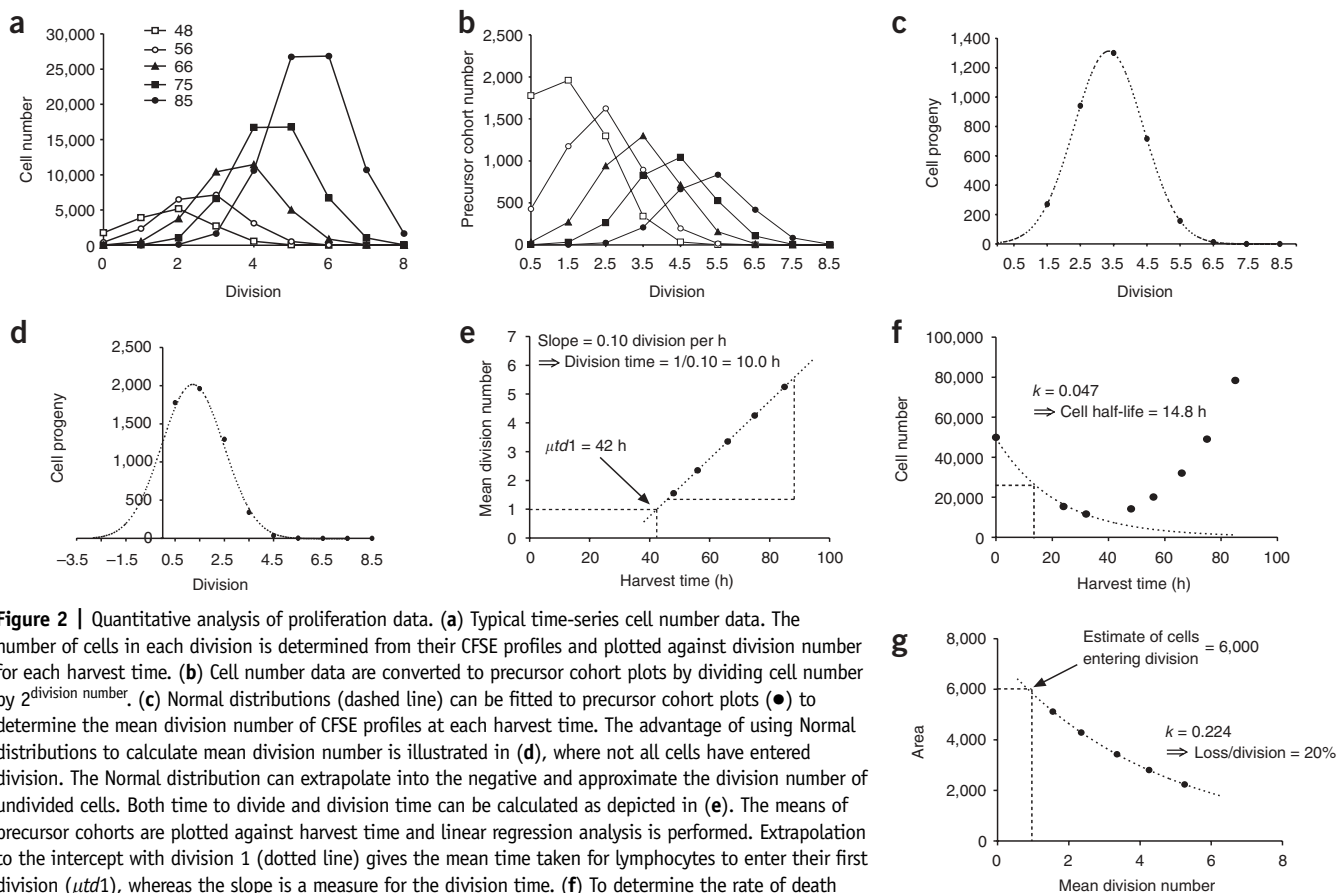 a
Cell number
30,000
25,000
20,000
15,000
10,000
5,000
0
48
56
66
75
85
0 2 4 6 8
Division
b
Precursor cohort number
2,500
2,000
1,500
1,000
500
0
0.5 1.5 2.5 3.5 4.5 5.5 6.5 7.5 8.5
Division
c
Cell progeny
1,400
1,200
1,000
800
600
400
200
0
0.5 1.5 2.5 3.5 4.5 5.5 6.5 7.5 8.5
Division
d
Cell progeny
2,500
2,000
1,500
1,000
500
0
–3.5 –1.5 0.5 2.5 4.5 6.5 8.5
Division
e
Mean division number
7
6
5
4
3
2
1
0
Slope = 0.10 division per h
⇒ Division time = 1/0.10 = 10.0 h
μtd1 = 42 h
0 20 40 60 80 100
Harvest time (h)
f
Cell number
100,000
80,000
60,000
40,000
20,000
0
k = 0.047
⇒ Cell half-life = 14.8 h
0 20 40 60 80 100
Harvest time (h)
Figure 2 | Quantitative analysis of proliferation data. (a) Typical time-series cell number data. The
number of cells in each division is determined from their CFSE profiles and plotted against division number
for each harvest time. (b) Cell number data are converted to precursor cohort plots by dividing cell number
by 2^division number. (c) Normal distributions (dashed line) can be fitted to precursor cohort plots (●) to
determine the mean division number of CFSE profiles at each harvest time. The advantage of using Normal
distributions to calculate mean division number is illustrated in (d), where not all cells have entered
division. The Normal distribution can extrapolate into the negative and approximate the division number of
undivided cells. Both time to divide and division time can be calculated as depicted in (e). The means of
precursor cohorts are plotted against harvest time and linear regression analysis is performed. Extrapolation
to the intercept with division 1 (dotted line) gives the mean time taken for lymphocytes to enter their first
division (μtd1), whereas the slope is a measure for the division time. (f) To determine the rate of death
g
Area
8,000
6,000
4,000
2,000
0
Estimate of cells
entering division = 6,000
k = 0.224
⇒ Loss/division = 20%
0 2 4 6 8
Mean division number